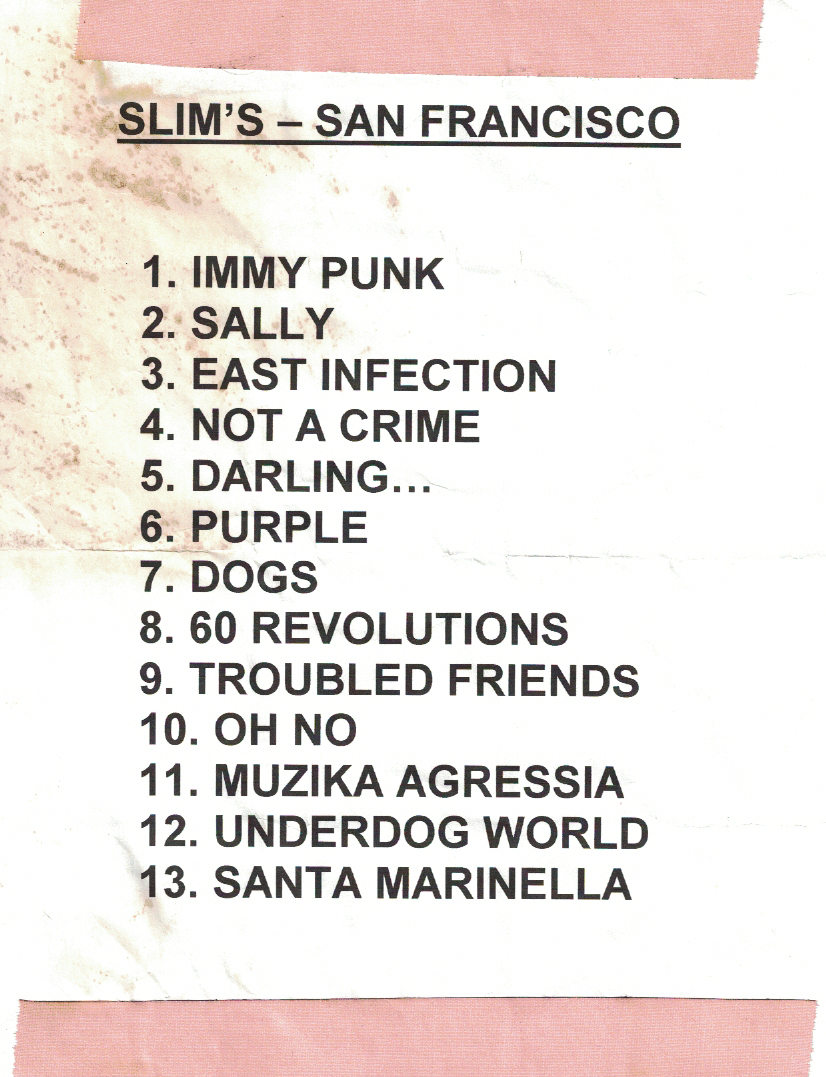 SLIM'S – SAN FRANCISCO
1. IMMY PUNK
2. SALLY
3. EAST INFECTION
4. NOT A CRIME
5. DARLING…
6. PURPLE
7. DOGS
8. 60 REVOLUTIONS
9. TROUBLED FRIENDS
10. OH NO
11. MUZIKA AGRESSIA
12. UNDERDOG WORLD
13. SANTA MARINELLA